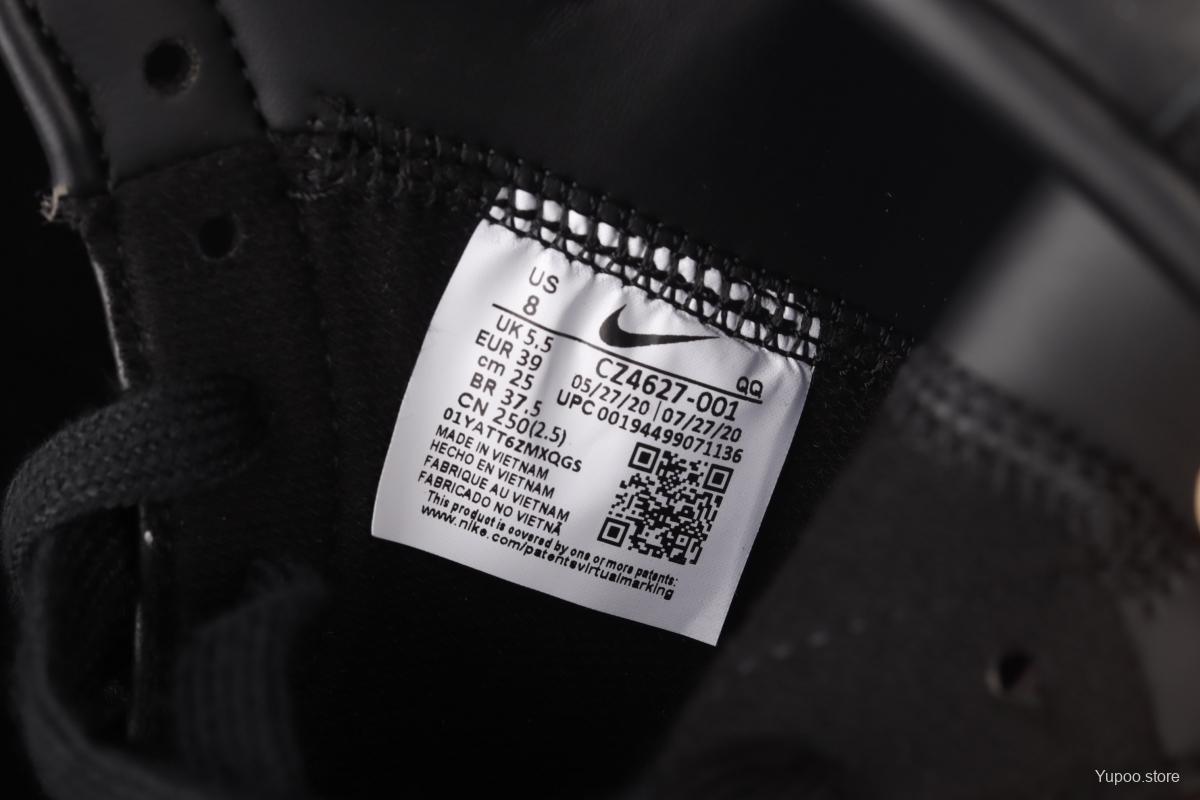 US
8
UK 5.5
EUR 39
cm 25
BR 37.5
CN 250(2.5)
01YATT6ZMXQGS
MADE IN VIETNAM
HECHO EN VIETNAM
FABRIQUE AU VIETNAM
FABRICADO NO VIETNÃ
This product is covered by one or more patents:
www.nike.com/patentsvirtualmarking
QQ
CZ4627-001
05/27/20 | 07/27/20
UPC 00194499071136
Yupoo.store